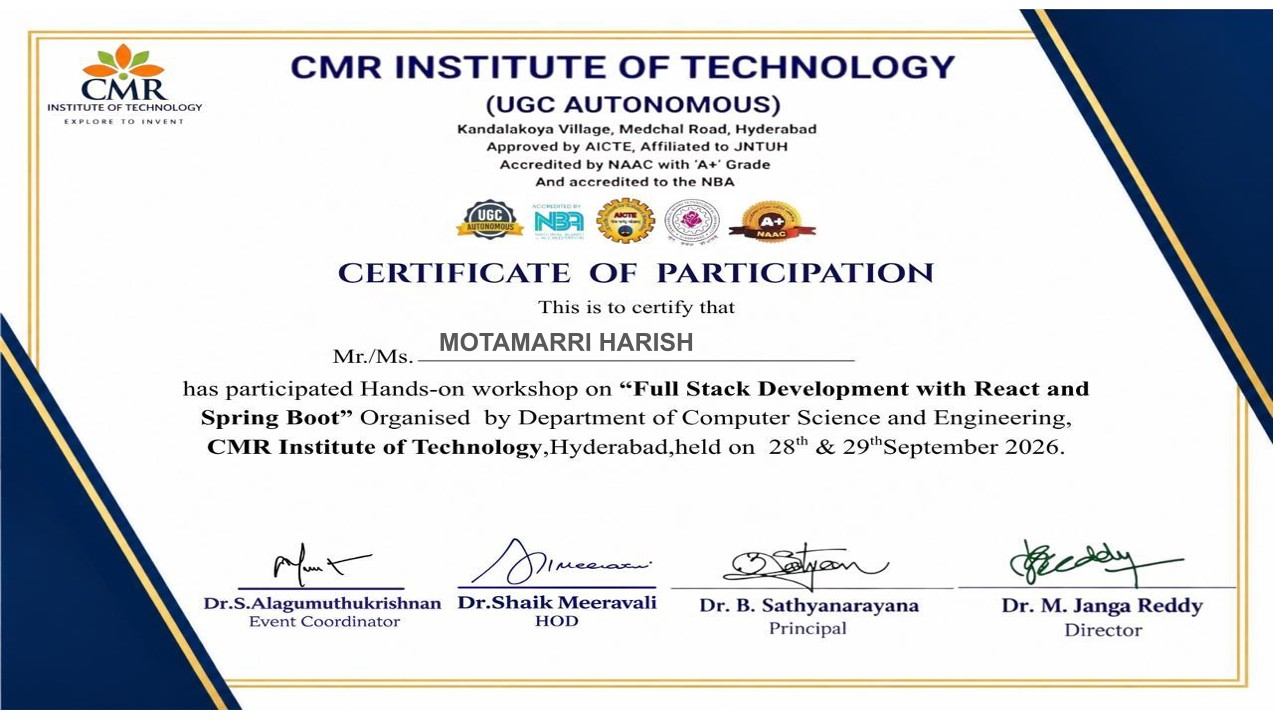 CMR
INSTITUTE OF TECHNOLOGY
EXPLORE TO INVENT
CMR INSTITUTE OF TECHNOLOGY
(UGC AUTONOMOUS)
Kandalakoya Village, Medchal Road, Hyderabad
Approved by AICTE, Affiliated to JNTUH
Accredited by NAAC with ‘A+’ Grade
And accredited to the NBA
UGC
AUTONOMOUS
ACCREDITED BY
NBA
AICTE
A+
NAAC
CERTIFICATE OF PARTICIPATION
This is to certify that
Mr./Ms. MOTAMARRI HARISH
has participated Hands-on workshop on “Full Stack Development with React and
Spring Boot” Organised by Department of Computer Science and Engineering,
CMR Institute of Technology,Hyderabad,held on 28th & 29thSeptember 2026.
Dr.S.Alagumuthukrishnan
Event Coordinator
Dr.Shaik Meeravali
HOD
Dr. B. Sathyanarayana
Principal
Dr. M. Janga Reddy
Director